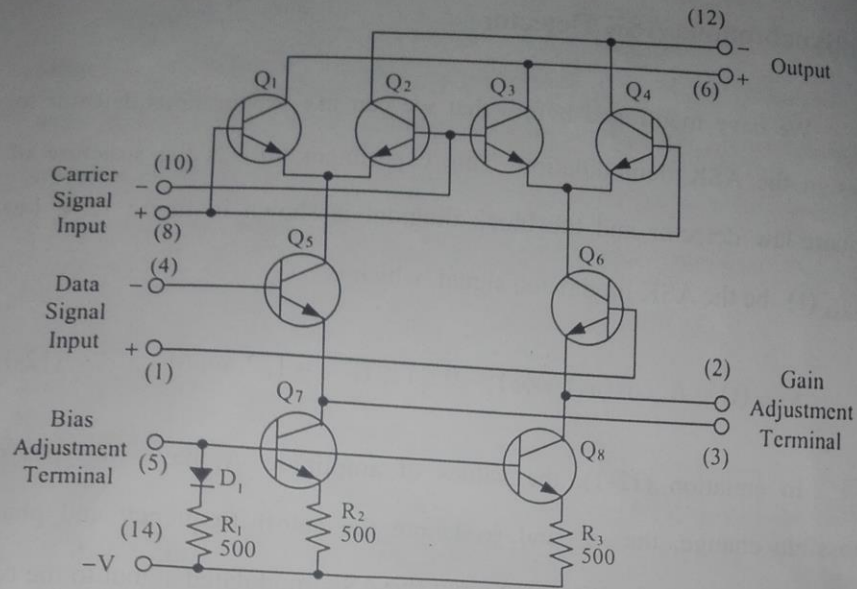 (12)
−
Output
+
(6)
Q1
Q2
Q3
Q4
Carrier
Signal
Input
(10)
−
+
(8)
Q5
Q6
Data
Signal
Input
(4)
−
+
(1)
(2)
Gain
Adjustment
Terminal
(3)
Bias
Adjustment
Terminal
(5)
Q7
Q8
D1
R1
500
R2
500
R3
500
(14)
−V